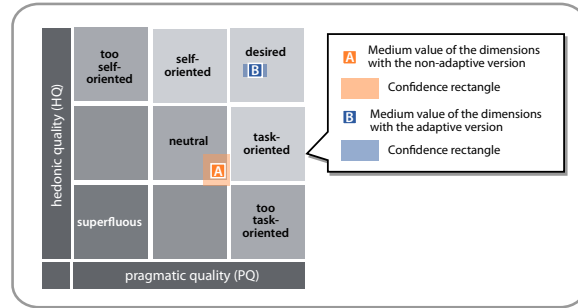 too
self-
oriented
self-
oriented
desired
B
neutral
task-
oriented
A
superfluous
too
task-
oriented
hedonic quality (HQ)
pragmatic quality (PQ)
A Medium value of the dimensions
with the non-adaptive version
Confidence rectangle
B Medium value of the dimensions
with the adaptive version
Confidence rectangle